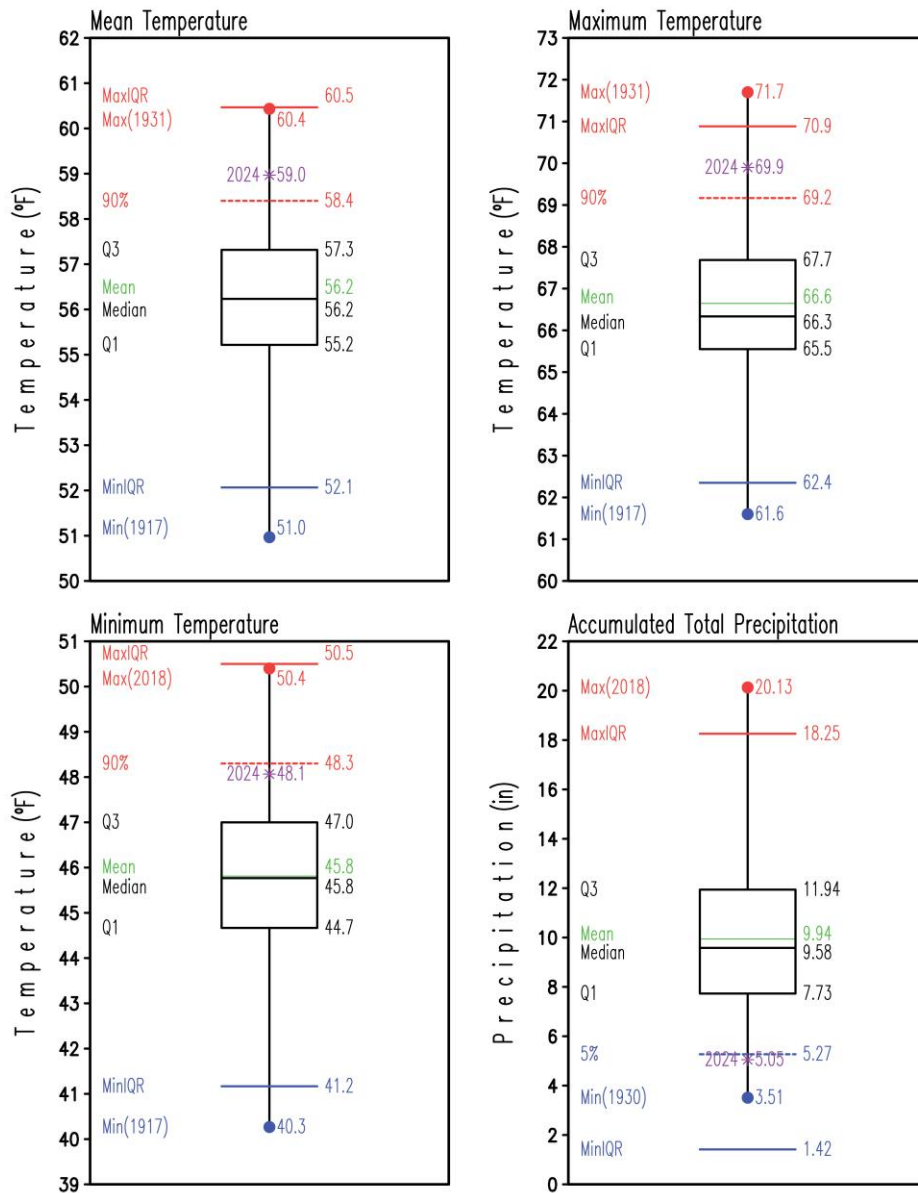 Mean Temperature
Temperature(ºF)
62
61
60
59
58
57
56
55
54
53
52
51
50
MaxIQR 60.5
Max(1931) 60.4
2024 59.0
90% 58.4
Q3 57.3
Mean 56.2
Median 56.2
Q1 55.2
MinIQR 52.1
Min(1917) 51.0
Maximum Temperature
Temperature(ºF)
73
72
71
70
69
68
67
66
65
64
63
62
61
60
Max(1931) 71.7
MaxIQR 70.9
2024 69.9
90% 69.2
Q3 67.7
Mean 66.6
Median 66.3
Q1 65.5
MinIQR 62.4
Min(1917) 61.6
Minimum Temperature
Temperature(ºF)
51
50
49
48
47
46
45
44
43
42
41
40
39
MaxIQR 50.5
Max(2018) 50.4
90% 48.3
2024 48.1
Q3 47.0
Mean 45.8
Median 45.8
Q1 44.7
MinIQR 41.2
Min(1917) 40.3
Accumulated Total Precipitation
Precipitation(in)
22
20
18
16
14
12
10
8
6
4
2
0
Max(2018) 20.13
MaxIQR 18.25
Q3 11.94
Mean 9.94
Median 9.58
Q1 7.73
5% 5.27
2024 5.05
Min(1930) 3.51
MinIQR 1.42